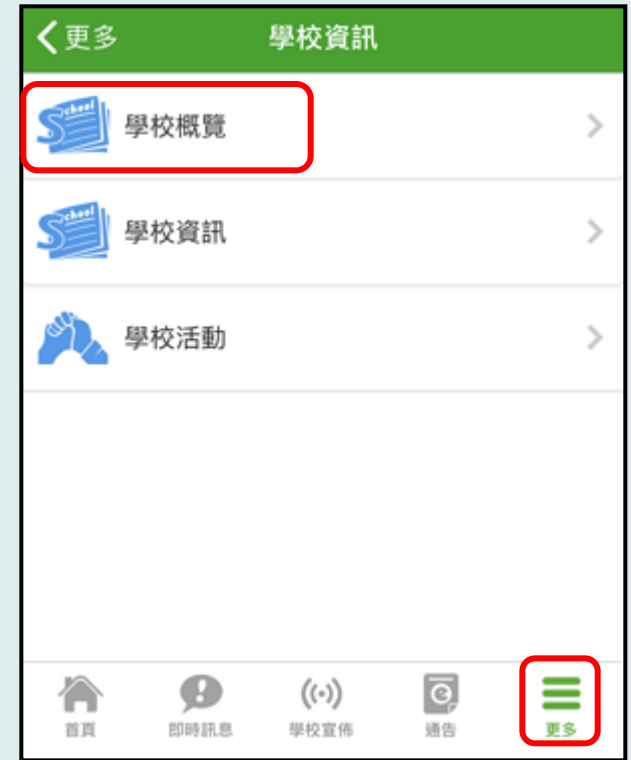 更多
學校資訊
School
學校概覽
School
學校資訊
學校活動
首頁
即時訊息
學校宣佈
通告
更多